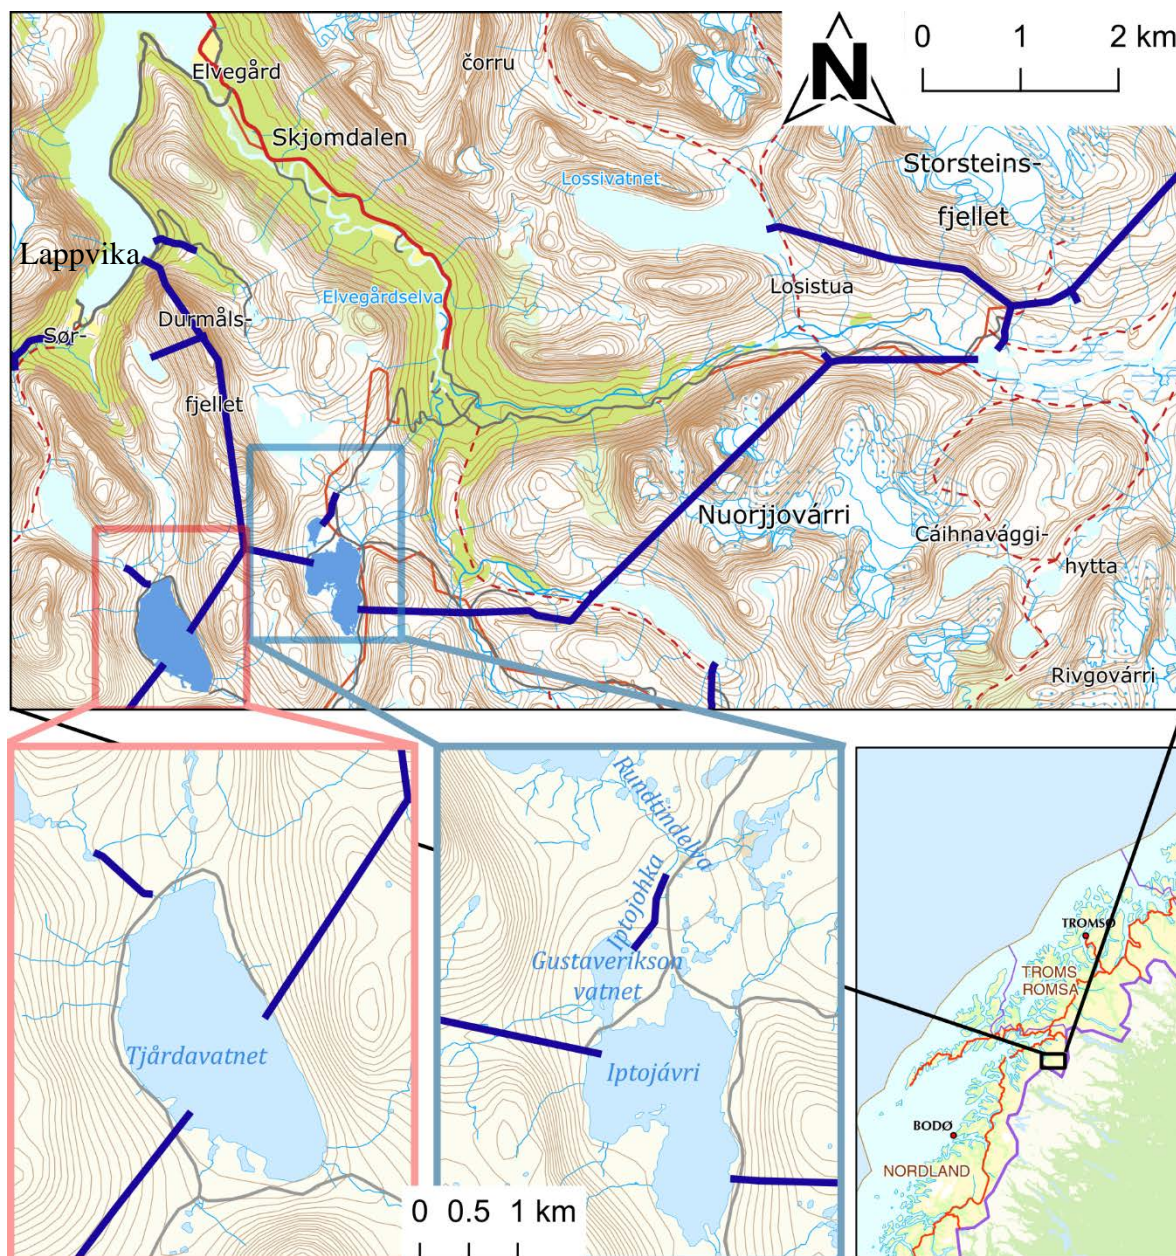 Elvegård
čorru
N
0 1 2 km
Skjomdalen
Storsteins-
fjellet
Lossivatnet
Lappvika
Elvegårdselva
Losistua
Durmåls-
Sør-
fjellet
Nuorjjovárri
Cáihnavággi-
hytta
Rivgovárri
Rundtindelva
Iptojohka
Gustaverikson
vatnet
Tjårdavatnet
Iptojávri
TROMSØ
TROMS
ROMSA
BODØ
NORDLAND
0 0.5 1 km